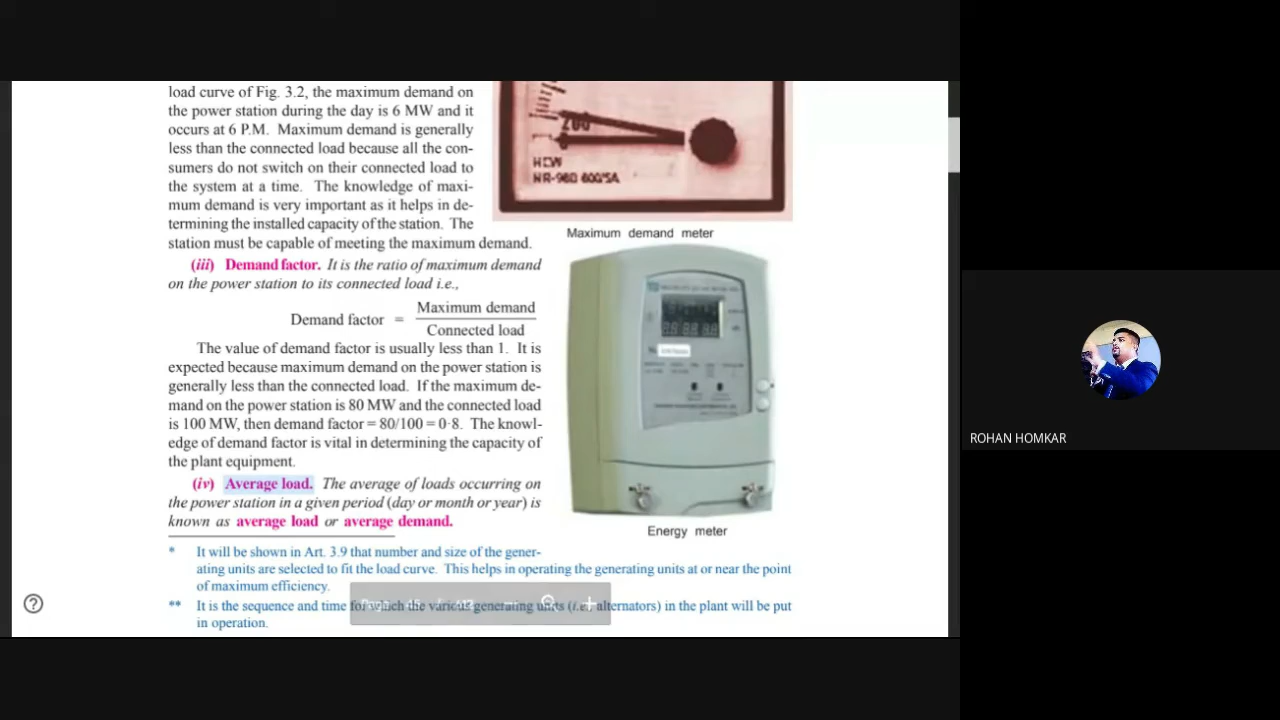 load curve of Fig. 3.2, the maximum demand on
the power station during the day is 6 MW and it
occurs at 6 P.M. Maximum demand is generally
less than the connected load because all the con-
sumers do not switch on their connected load to
the system at a time. The knowledge of maxi-
mum demand is very important as it helps in de-
termining the installed capacity of the station. The
station must be capable of meeting the maximum demand.
HCW
Maximum demand meter
(iii) Demand factor. It is the ratio of maximum demand
on the power station to its connected load i.e.,
Demand factor = Maximum demand
Connected load
The value of demand factor is usually less than 1. It is
expected because maximum demand on the power station is
generally less than the connected load. If the maximum de-
mand on the power station is 80 MW and the connected load
is 100 MW, then demand factor = 80/100 = 0·8. The knowl-
edge of demand factor is vital in determining the capacity of
the plant equipment.
(iv) Average load. The average of loads occurring on
the power station in a given period (day or month or year) is
known as average load or average demand.
Energy meter
* It will be shown in Art. 3.9 that number and size of the gener-
ating units are selected to fit the load curve. This helps in operating the generating units at or near the point
of maximum efficiency.
** It is the sequence and time for which the various generating units (i.e., alternators) in the plant will be put
in operation.
Page
ROHAN HOMKAR